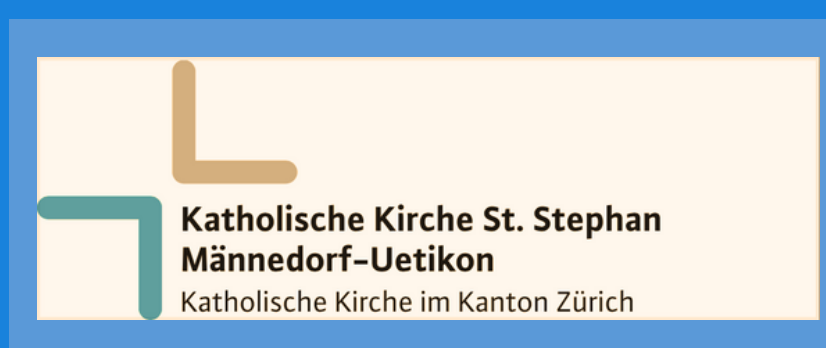 Katholische Kirche St. Stephan
Männedorf–Uetikon
Katholische Kirche im Kanton Zürich